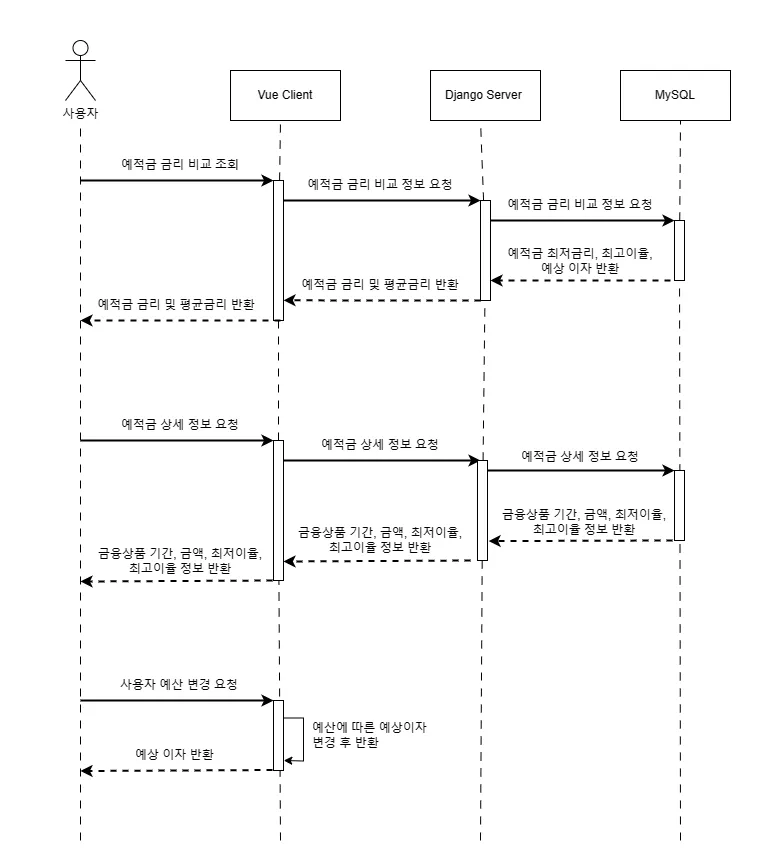 사용자
Vue Client
Django Server
MySQL
예적금 금리 비교 조회
예적금 금리 비교 정보 요청
예적금 금리 비교 정보 요청
예적금 최저금리, 최고이율,
예상 이자 반환
예적금 금리 및 평균금리 반환
예적금 금리 및 평균금리 반환
예적금 상세 정보 요청
예적금 상세 정보 요청
예적금 상세 정보 요청
금융상품 기간, 금액, 최저이율,
최고이율 정보 반환
금융상품 기간, 금액, 최저이율,
최고이율 정보 반환
금융상품 기간, 금액, 최저이율,
최고이율 정보 반환
사용자 예산 변경 요청
예산에 따른 예상이자
변경 후 반환
예상 이자 반환